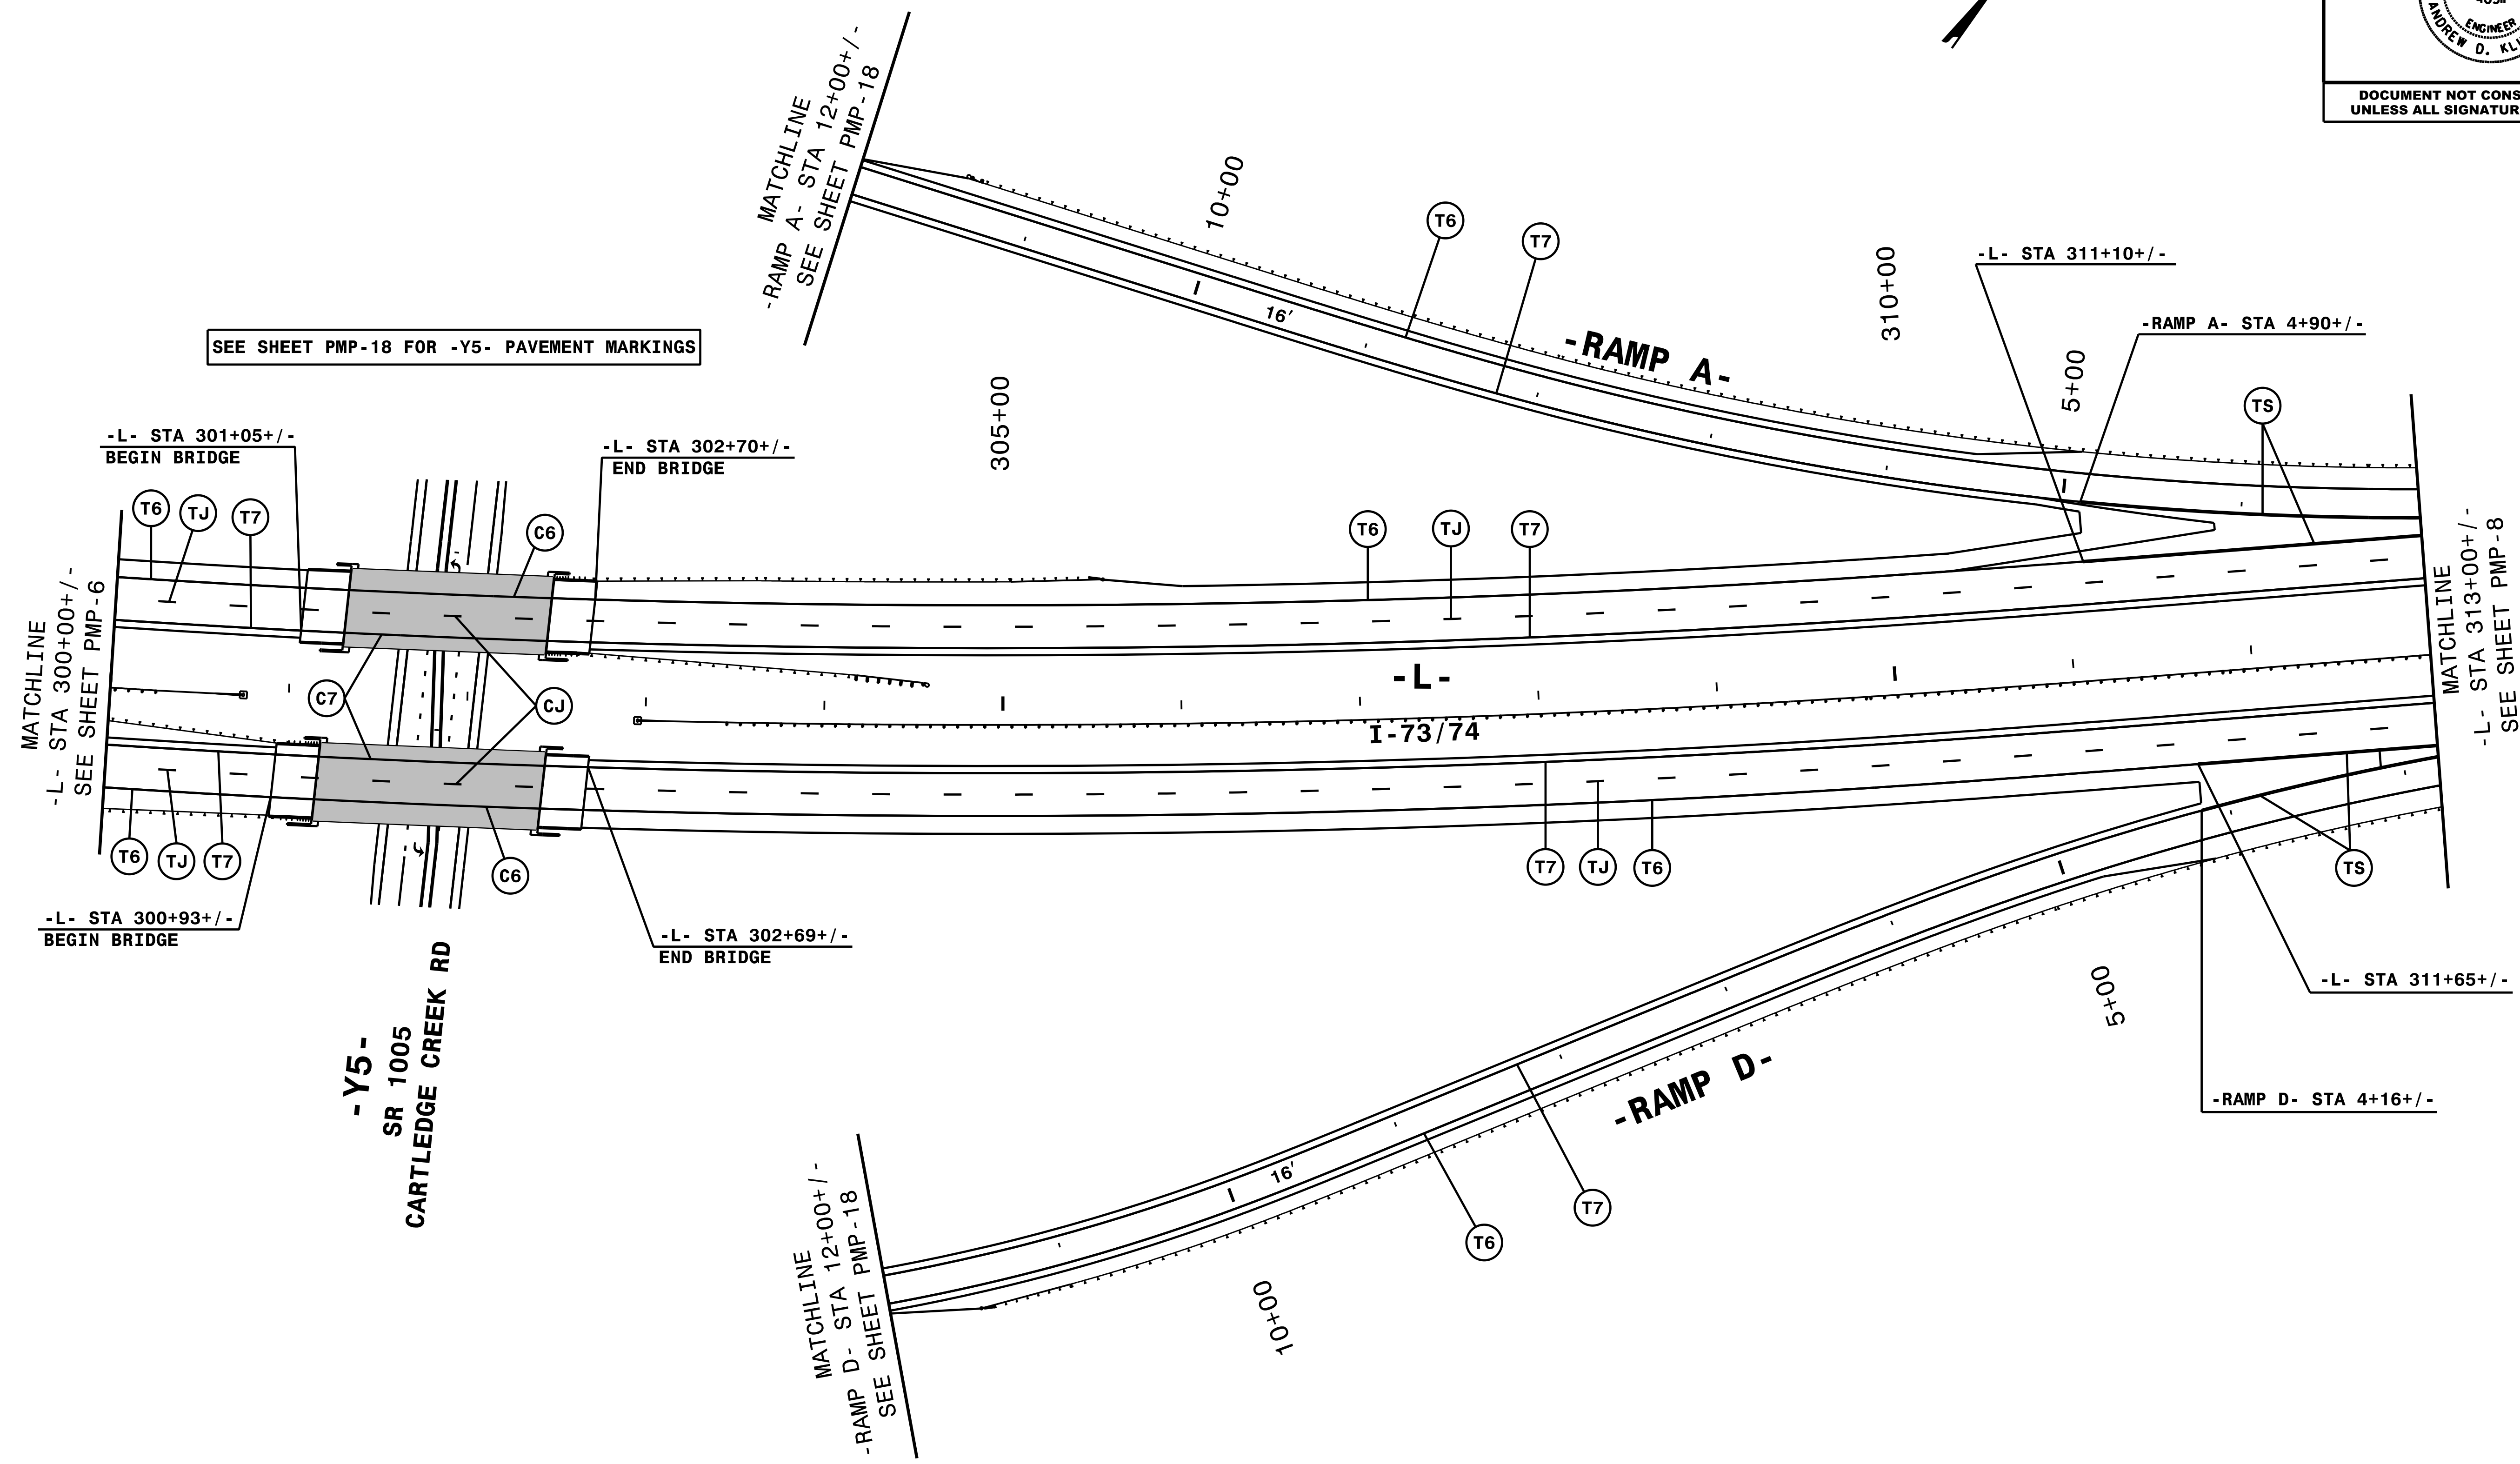 ENGINEER
ANDREW D.
DOCUMENT NOT CONS
UNLESS ALL SIGNATUR
MATCHLINE
-RAMP A- STA 12+00+/-
SEE SHEET PMP-18
10+00
T6
T7
16'
-RAMP A-
310+00
-L- STA 311+10+/-
-RAMP A- STA 4+90+/-
5+00
TS
SEE SHEET PMP-18 FOR -Y5- PAVEMENT MARKINGS
305+00
-L- STA 301+05+/-
BEGIN BRIDGE
-L- STA 302+70+/-
END BRIDGE
T6
TJ
T7
C6
T6
TJ
T7
MATCHLINE
-L- STA 300+00+/-
SEE SHEET PMP-6
C7
CJ
-L-
I-73/74
MATCHLINE
-L- STA 313+00+/-
SEE SHEET PMP-8
T6
TJ
T7
C6
T7
TJ
T6
TS
-L- STA 300+93+/-
BEGIN BRIDGE
-L- STA 302+69+/-
END BRIDGE
-L- STA 311+65+/-
5+00
-Y5-
SR 1005
CARTLEDGE CREEK RD
-RAMP D-
-RAMP D- STA 4+16+/-
16'
T7
T6
MATCHLINE
-RAMP D- STA 12+00+/-
SEE SHEET PMP-18
10+00